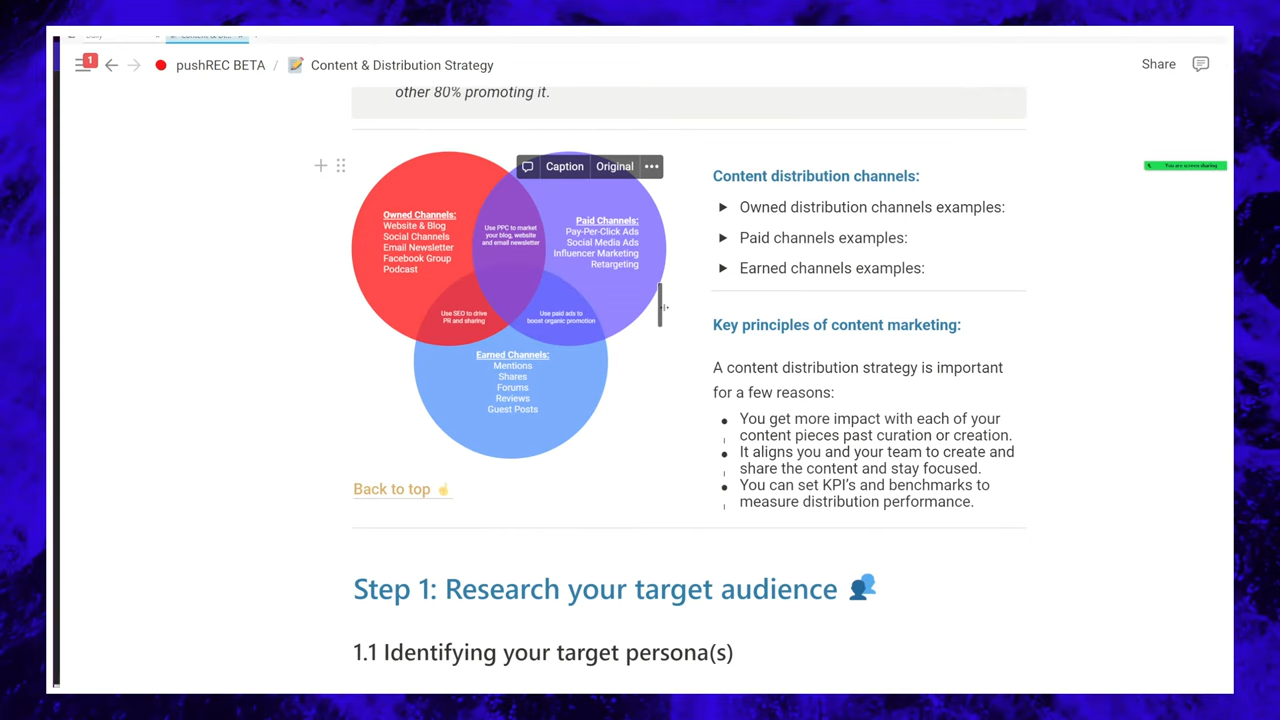 1
pushREC BETA / Content & Distribution Strategy
Share
other 80% promoting it.
Caption Original
You are screen sharing
Owned Channels:
Website & Blog
Social Channels
Email Newsletter
Facebook Group
Podcast
Use PPC to market
your blog, website
and email newsletter
Paid Channels:
Pay-Per-Click Ads
Social Media Ads
Influencer Marketing
Retargeting
Use SEO to drive
PR and sharing
Use paid ads to
boost organic promotion
Earned Channels:
Mentions
Shares
Forums
Reviews
Guest Posts
Back to top
Content distribution channels:
Owned distribution channels examples:
Paid channels examples:
Earned channels examples:
Key principles of content marketing:
A content distribution strategy is important
for a few reasons:
You get more impact with each of your
content pieces past curation or creation.
It aligns you and your team to create and
share the content and stay focused.
You can set KPI's and benchmarks to
measure distribution performance.
Step 1: Research your target audience
1.1 Identifying your target persona(s)